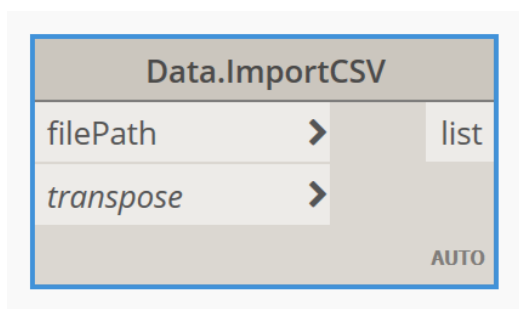 Data.ImportCSV
filePath
list
transpose
AUTO